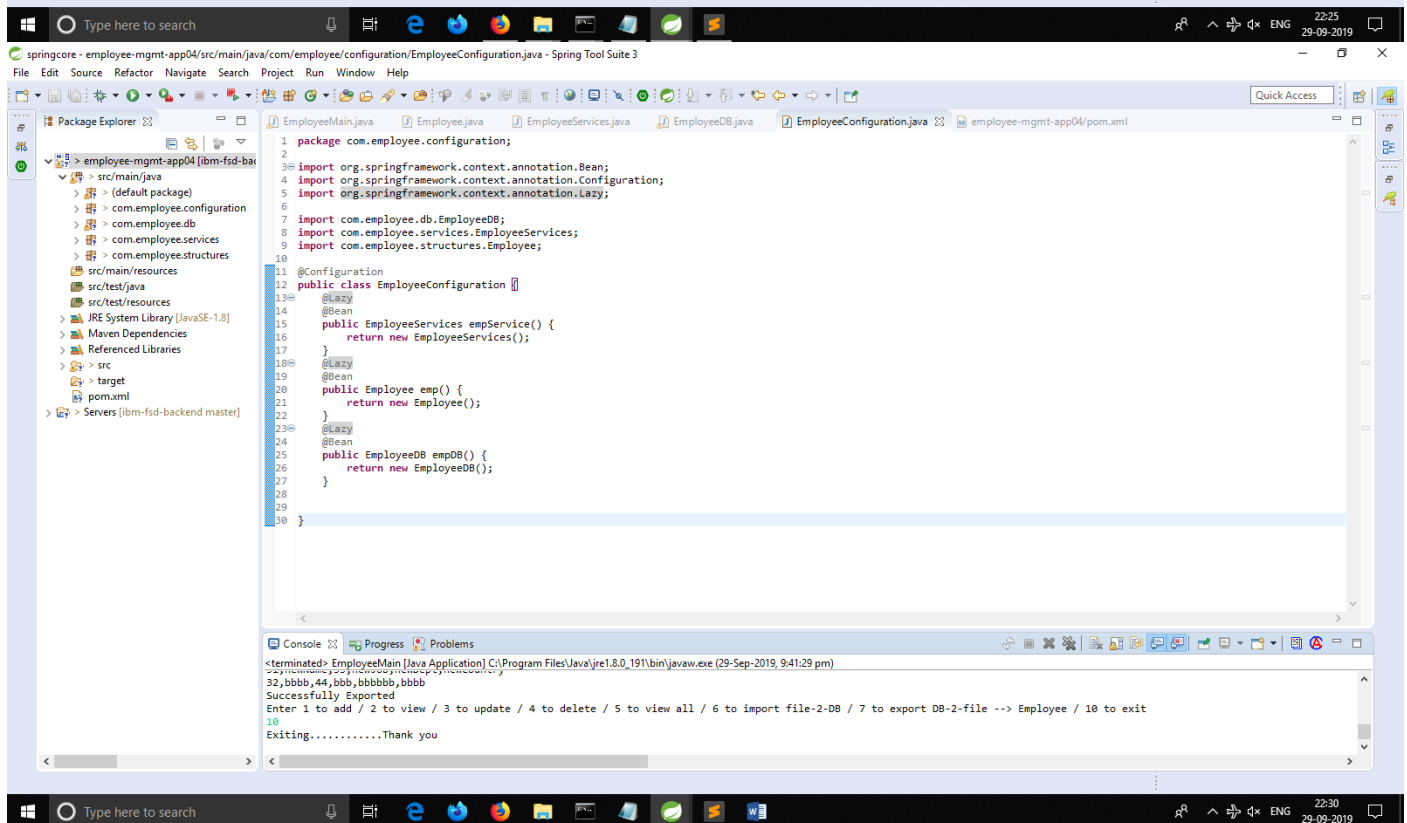 Type here to search
ENG
22:25
29-09-2019
springcore - employee-mgmt-app04/src/main/java/com/employee/configuration/EmployeeConfiguration.java - Spring Tool Suite 3
File Edit Source Refactor Navigate Search Project Run Window Help
Quick Access
Package Explorer
EmployeeMain.java Employee.java EmployeeServices.java EmployeeDB.java EmployeeConfiguration.java employee-mgmt-app04/pom.xml
> employee-mgmt-app04 [ibm-fsd-bac
> src/main/java
> (default package)
> com.employee.configuration
> com.employee.db
> com.employee.services
> com.employee.structures
src/main/resources
src/test/java
src/test/resources
JRE System Library [JavaSE-1.8]
Maven Dependencies
Referenced Libraries
> src
> target
pom.xml
> Servers [ibm-fsd-backend master]
1 package com.employee.configuration;
2
3 import org.springframework.context.annotation.Bean;
4 import org.springframework.context.annotation.Configuration;
5 import org.springframework.context.annotation.Lazy;
6
7 import com.employee.db.EmployeeDB;
8 import com.employee.services.EmployeeServices;
9 import com.employee.structures.Employee;
10
11 @Configuration
12 public class EmployeeConfiguration {
13 @Lazy
14 @Bean
15 public EmployeeServices empService() {
16 return new EmployeeServices();
17 }
18 @Lazy
19 @Bean
20 public Employee emp() {
21 return new Employee();
22 }
23 @Lazy
24 @Bean
25 public EmployeeDB empDB() {
26 return new EmployeeDB();
27 }
28
29
30 }
Console Progress Problems
<terminated> EmployeeMain [Java Application] C:\Program Files\Java\jre1.8.0_191\bin\javaw.exe (29-Sep-2019, 9:41:29 pm)
32,bbbb,44,bbb,bbbbbb,bbbb
Successfully Exported
Enter 1 to add / 2 to view / 3 to update / 4 to delete / 5 to view all / 6 to import file-2-DB / 7 to export DB-2-file --> Employee / 10 to exit
10
Exiting............Thank you
Type here to search
ENG
22:30
29-09-2019